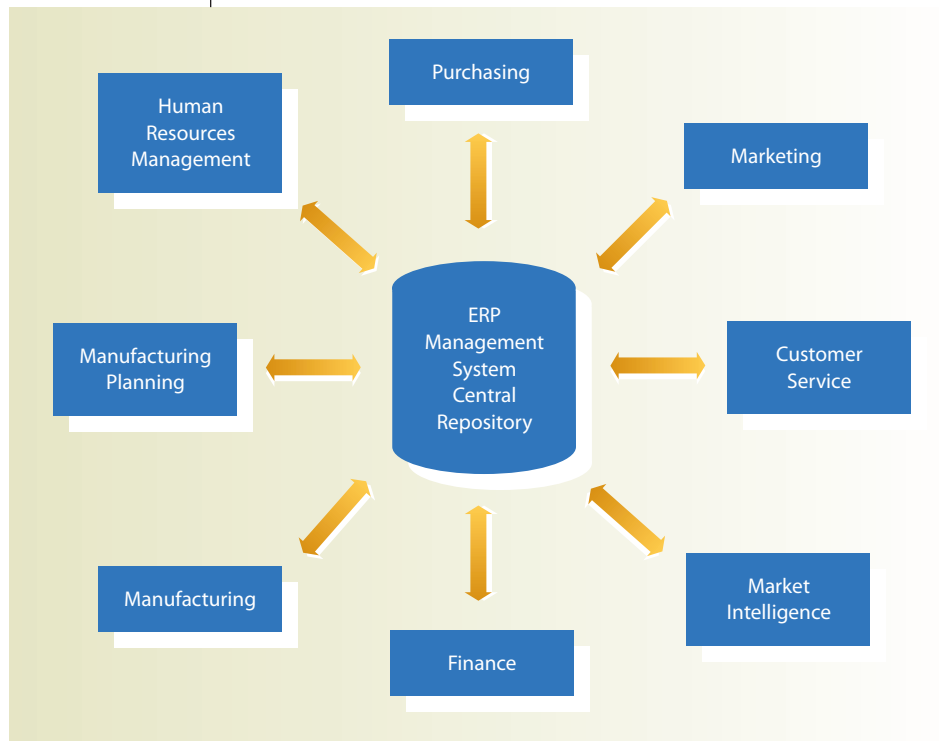 Purchasing
Human
Resources
Management
Marketing
ERP
Management
System
Central
Repository
Manufacturing
Planning
Customer
Service
Manufacturing
Market
Intelligence
Finance